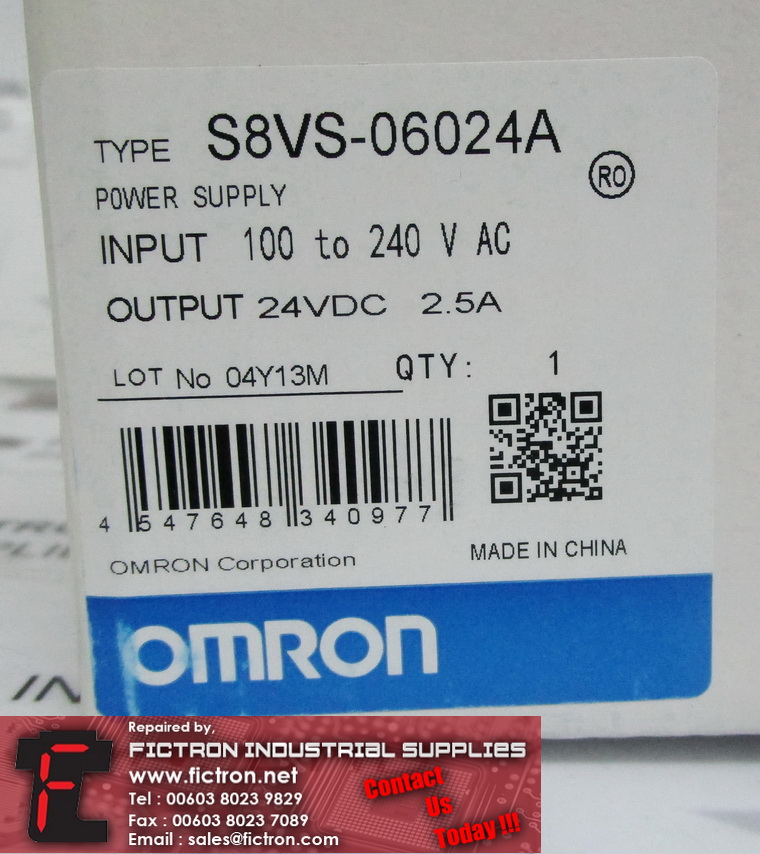 TYPE S8VS-06024A
RO
POWER SUPPLY
INPUT 100 to 240 V AC
OUTPUT 24VDC 2.5A
LOT No 04Y13M QTY: 1
4 547648 340977
OMRON Corporation MADE IN CHINA
OMRON
Repaired by,
FICTRON INDUSTRIAL SUPPLIES
www.fictron.net
Tel : 00603 8023 9829
Fax : 00603 8023 7089
Email : sales@fictron.com
Contact
Us
Today !!!